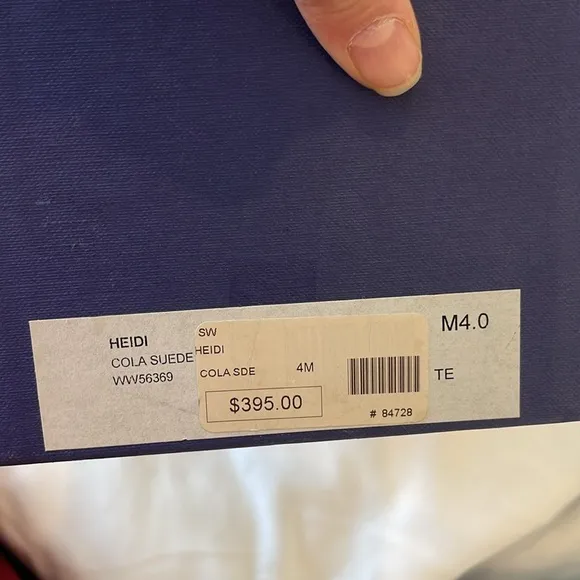 HEIDI
COLA SUEDE
WW56369
SW
HEIDI
COLA SDE 4M
$395.00
# 84728
M4.0
TE